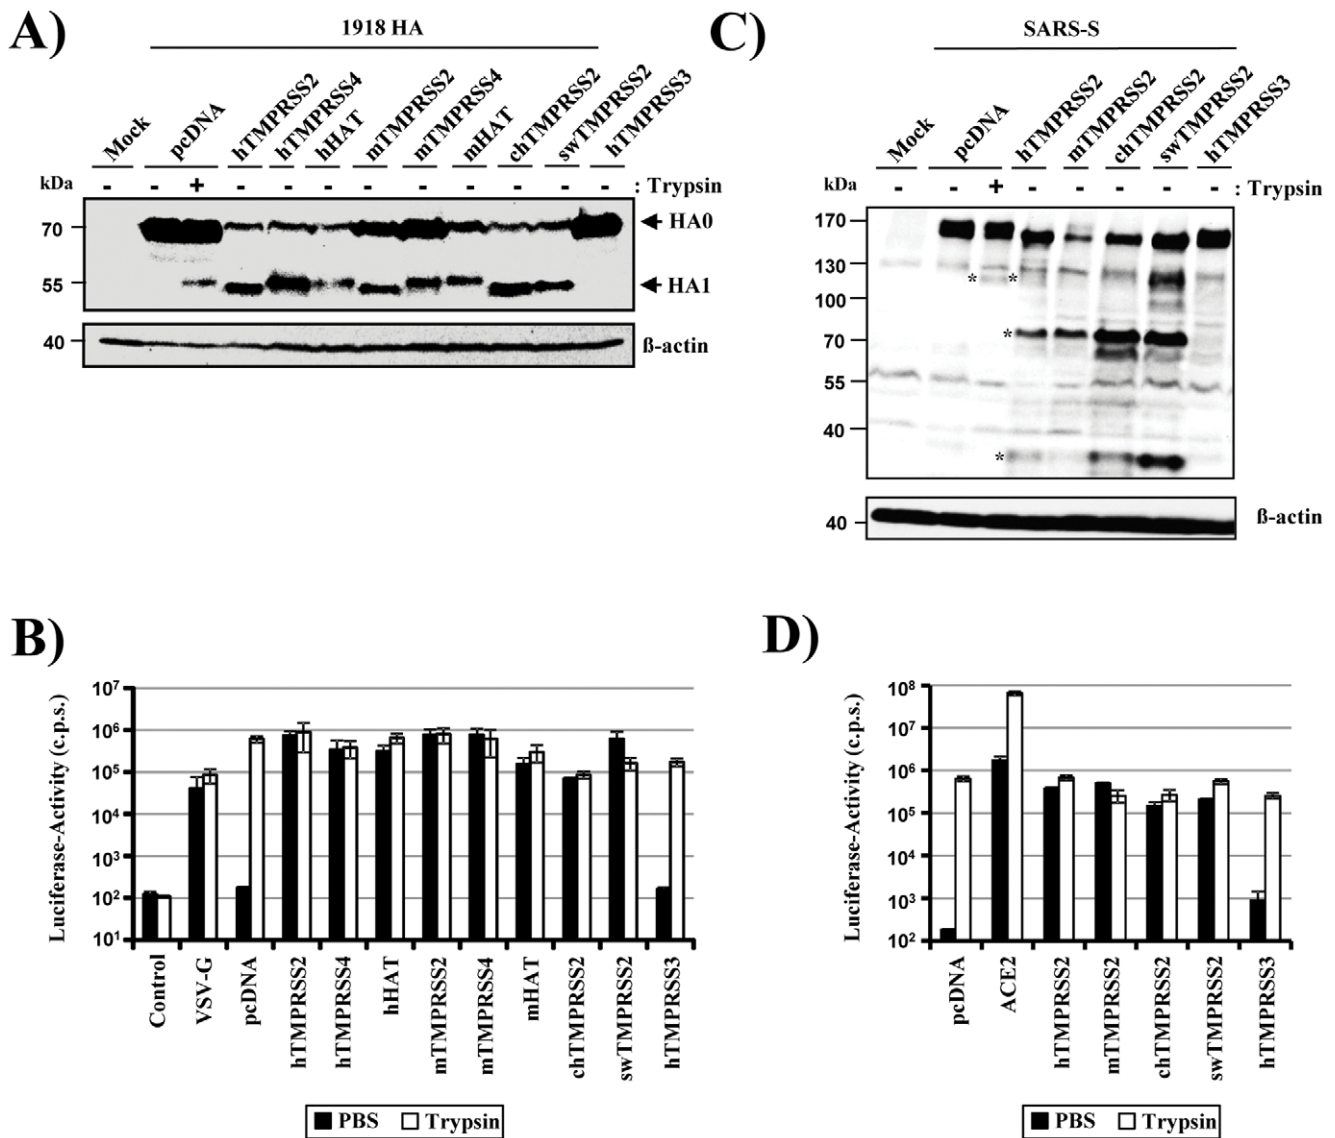 A)
1918 HA
Mock
pcDNA
hTMPRSS2
hTMPRSS4
hHAT
mTMPRSS2
mTMPRSS4
mHAT
chTMPRSS2
swTMPRSS2
hTMPRSS3
kDa
- - + - - - - - - - - - : Trypsin
70
HA0
55
HA1
40
ß-actin
C)
SARS-S
Mock
pcDNA
hTMPRSS2
mTMPRSS2
chTMPRSS2
swTMPRSS2
hTMPRSS3
kDa
- - + - - - - - : Trypsin
170
130
* *
100
70
*
55
40
*
40
ß-actin
B)
Luciferase-Activity (c.p.s.)
10⁷
10⁶
10⁵
10⁴
10³
10²
10¹
Control
VSV-G
pcDNA
hTMPRSS2
hTMPRSS4
hHAT
mTMPRSS2
mTMPRSS4
mHAT
chTMPRSS2
swTMPRSS2
hTMPRSS3
PBS Trypsin
D)
Luciferase-Activity (c.p.s.)
10⁸
10⁷
10⁶
10⁵
10⁴
10³
10²
pcDNA
ACE2
hTMPRSS2
mTMPRSS2
chTMPRSS2
swTMPRSS2
hTMPRSS3
PBS Trypsin